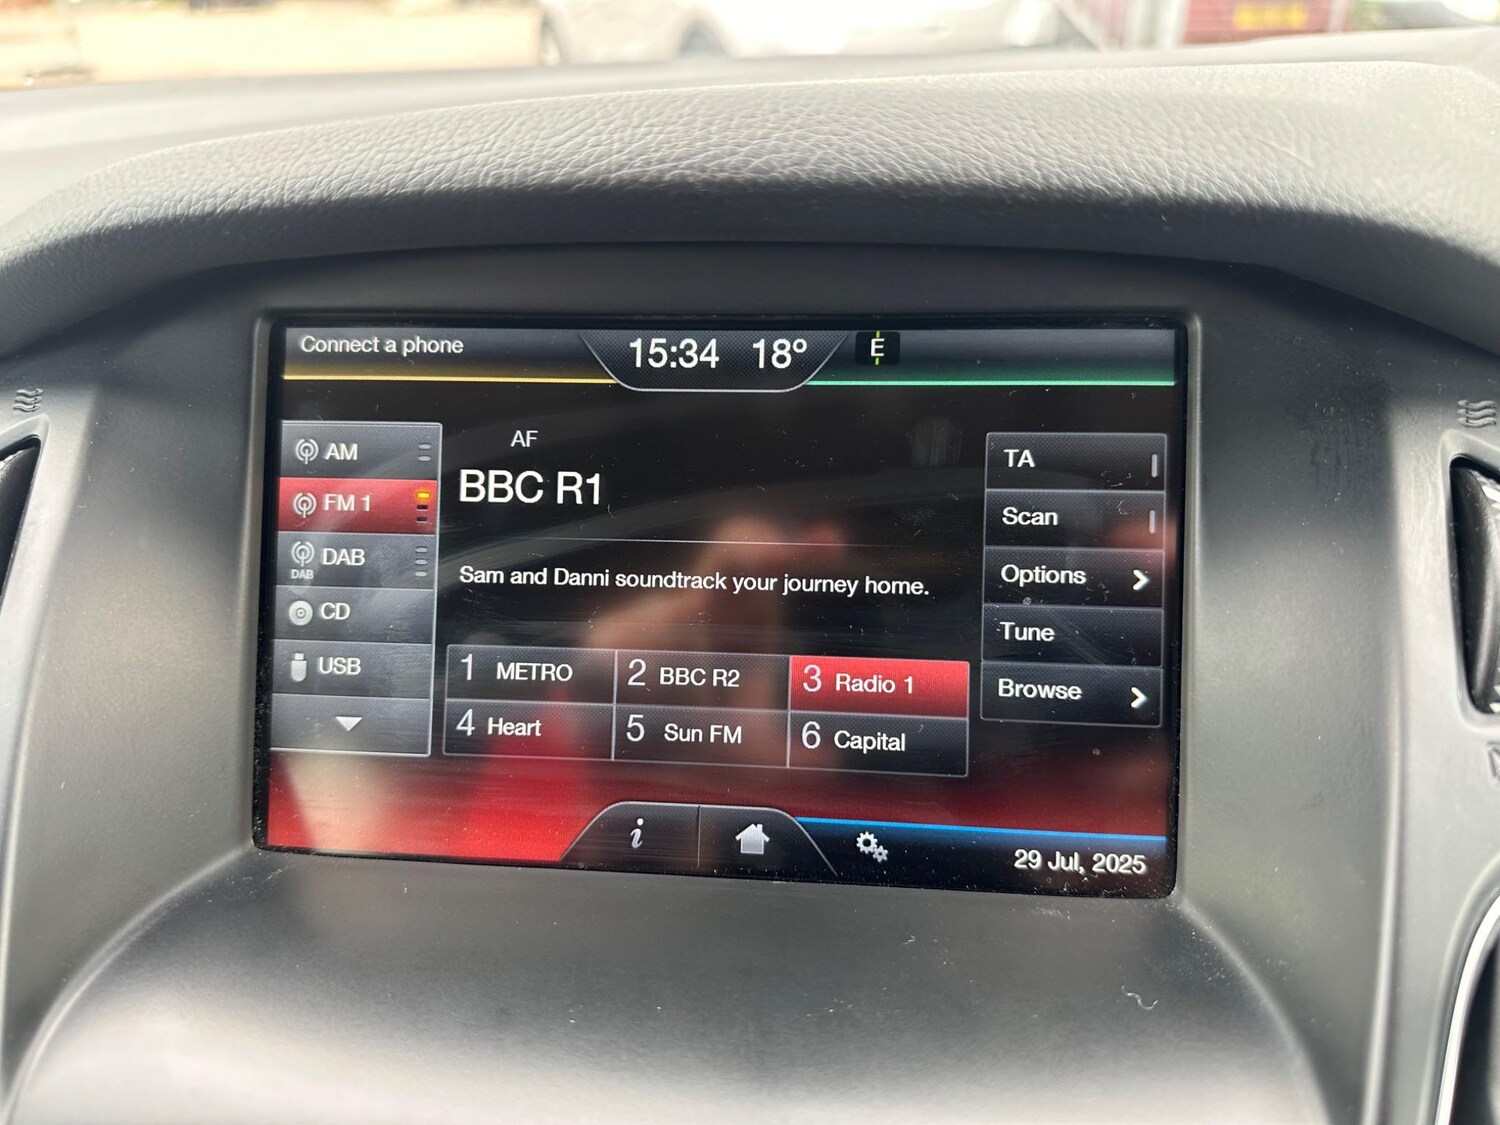 Connect a phone
15:34 18° E
AM
FM 1
DAB
DAB
CD
USB
AF
BBC R1
Sam and Danni soundtrack your journey home.
1 METRO
2 BBC R2
3 Radio 1
4 Heart
5 Sun FM
6 Capital
TA
Scan
Options
Tune
Browse
i
29 Jul, 2025